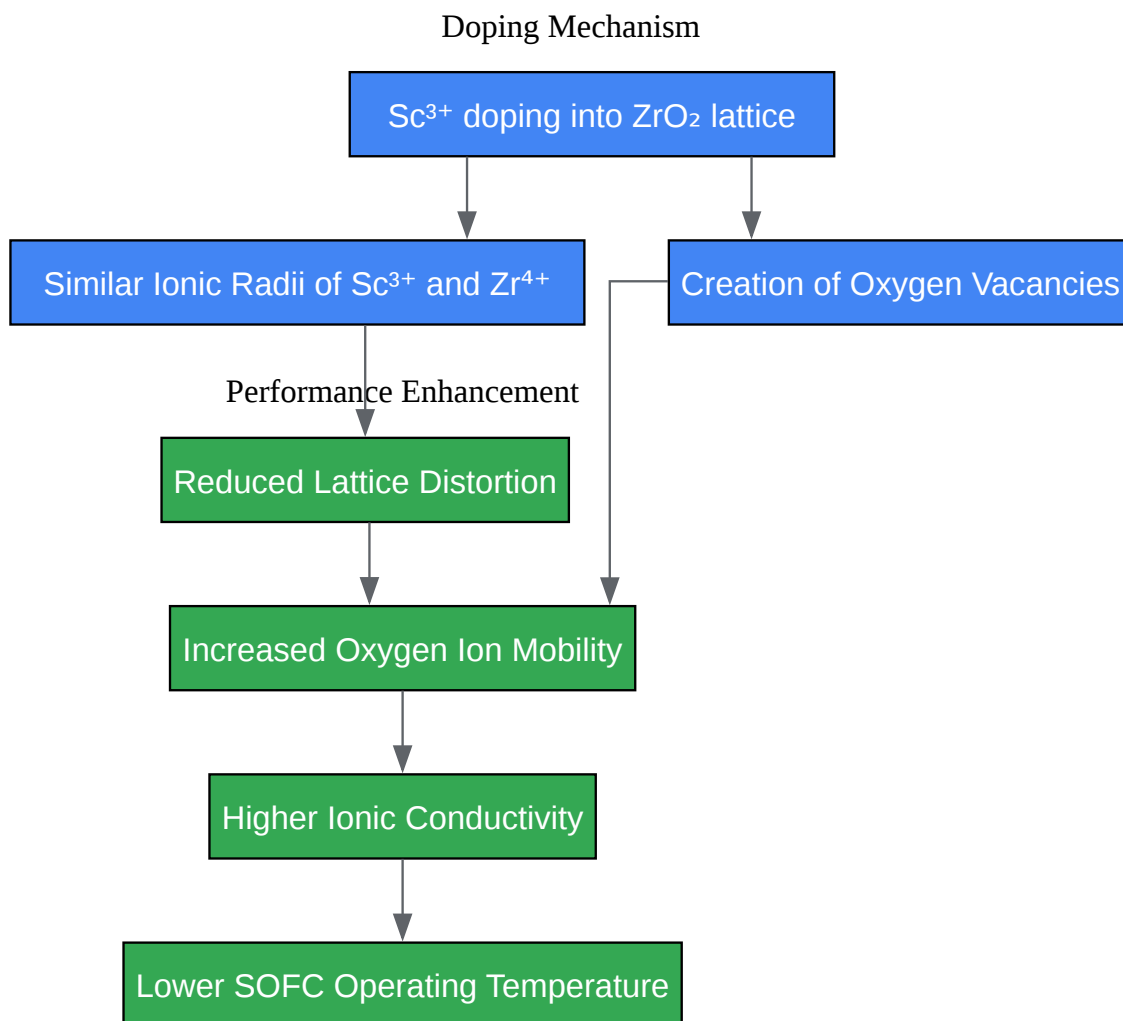 Doping Mechanism
Sc³⁺ doping into ZrO₂ lattice
Similar Ionic Radii of Sc³⁺ and Zr⁴⁺
Creation of Oxygen Vacancies
Performance Enhancement
Reduced Lattice Distortion
Increased Oxygen Ion Mobility
Higher Ionic Conductivity
Lower SOFC Operating Temperature